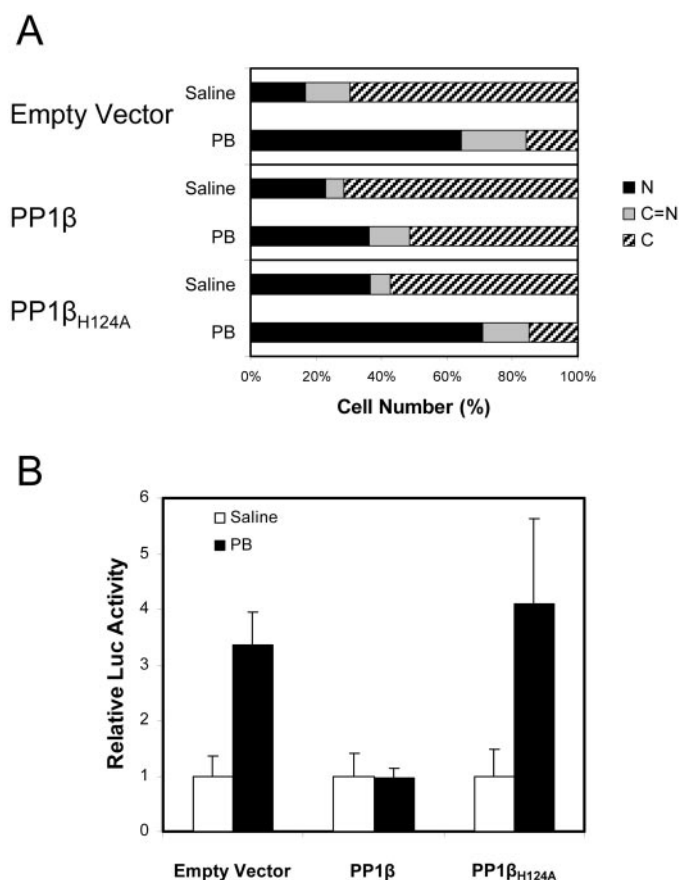 A
Empty Vector
Saline
PB
PP1β
Saline
PB
PP1βH124A
Saline
PB
N
C=N
C
0% 20% 40% 60% 80% 100%
Cell Number (%)
B
Relative Luc Activity
6
5
4
3
2
1
0
Saline
PB
Empty Vector PP1β PP1βH124A